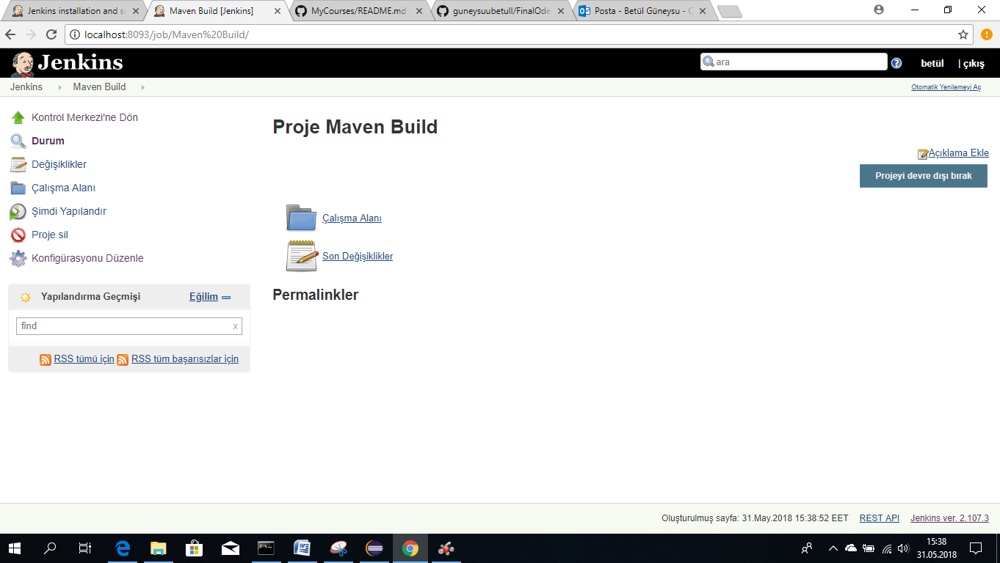 Jenkins installation and se
Maven Build [Jenkins]
MyCourses/README.md
guneysuubetull/FinalOde
Posta - Betül Güneysu - O
localhost:8093/job/Maven%20Build/
Jenkins
ara
betül
| çıkış
Jenkins
Maven Build
Otomatik Yenilemeyi Aç
Kontrol Merkezi'ne Dön
Durum
Değişiklikler
Çalışma Alanı
Şimdi Yapılandır
Proje sil
Konfigürasyonu Düzenle
Yapılandırma Geçmişi
Eğilim
find
x
RSS tümü için
RSS tüm başarısızlar için
Proje Maven Build
Açıklama Ekle
Projeyi devre dışı bırak
Çalışma Alanı
Son Değişiklikler
Permalinkler
Oluşturulmuş sayfa: 31.May.2018 15:38:52 EET
REST API
Jenkins ver. 2.107.3
15:38
31.05.2018